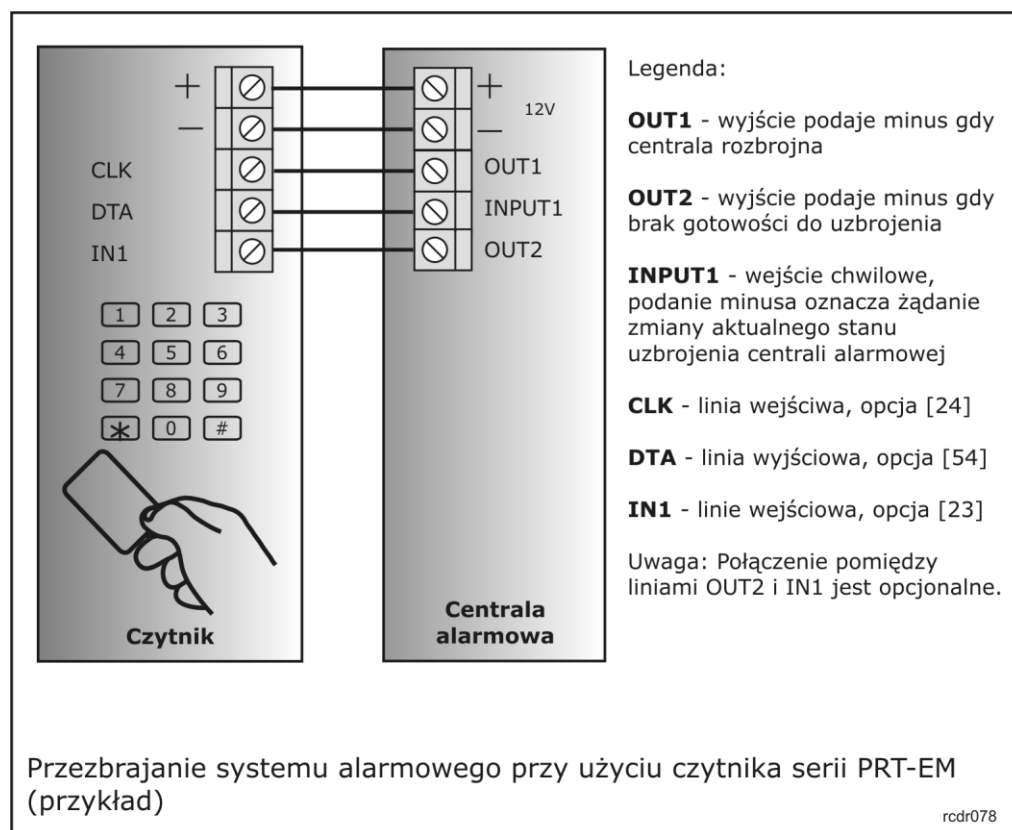 +
—
CLK
DTA
IN1
1 2 3
4 5 6
7 8 9
* 0 #
Czytnik
+
12V
—
OUT1
INPUT1
OUT2
Centrala
alarmowa
Legenda:
OUT1 - wyjście podaje minus gdy
centrala rozbrojna
OUT2 - wyjście podaje minus gdy
brak gotowości do uzbrojenia
INPUT1 - wejście chwilowe,
podanie minusa oznacza żądanie
zmiany aktualnego stanu
uzbrojenia centrali alarmowej
CLK - linia wejściwa, opcja [24]
DTA - linia wyjściowa, opcja [54]
IN1 - linie wejściowa, opcja [23]
Uwaga: Połączenie pomiędzy
liniami OUT2 i IN1 jest opcjonalne.
Przezbrajanie systemu alarmowego przy użyciu czytnika serii PRT-EM
(przykład)
rcdr078